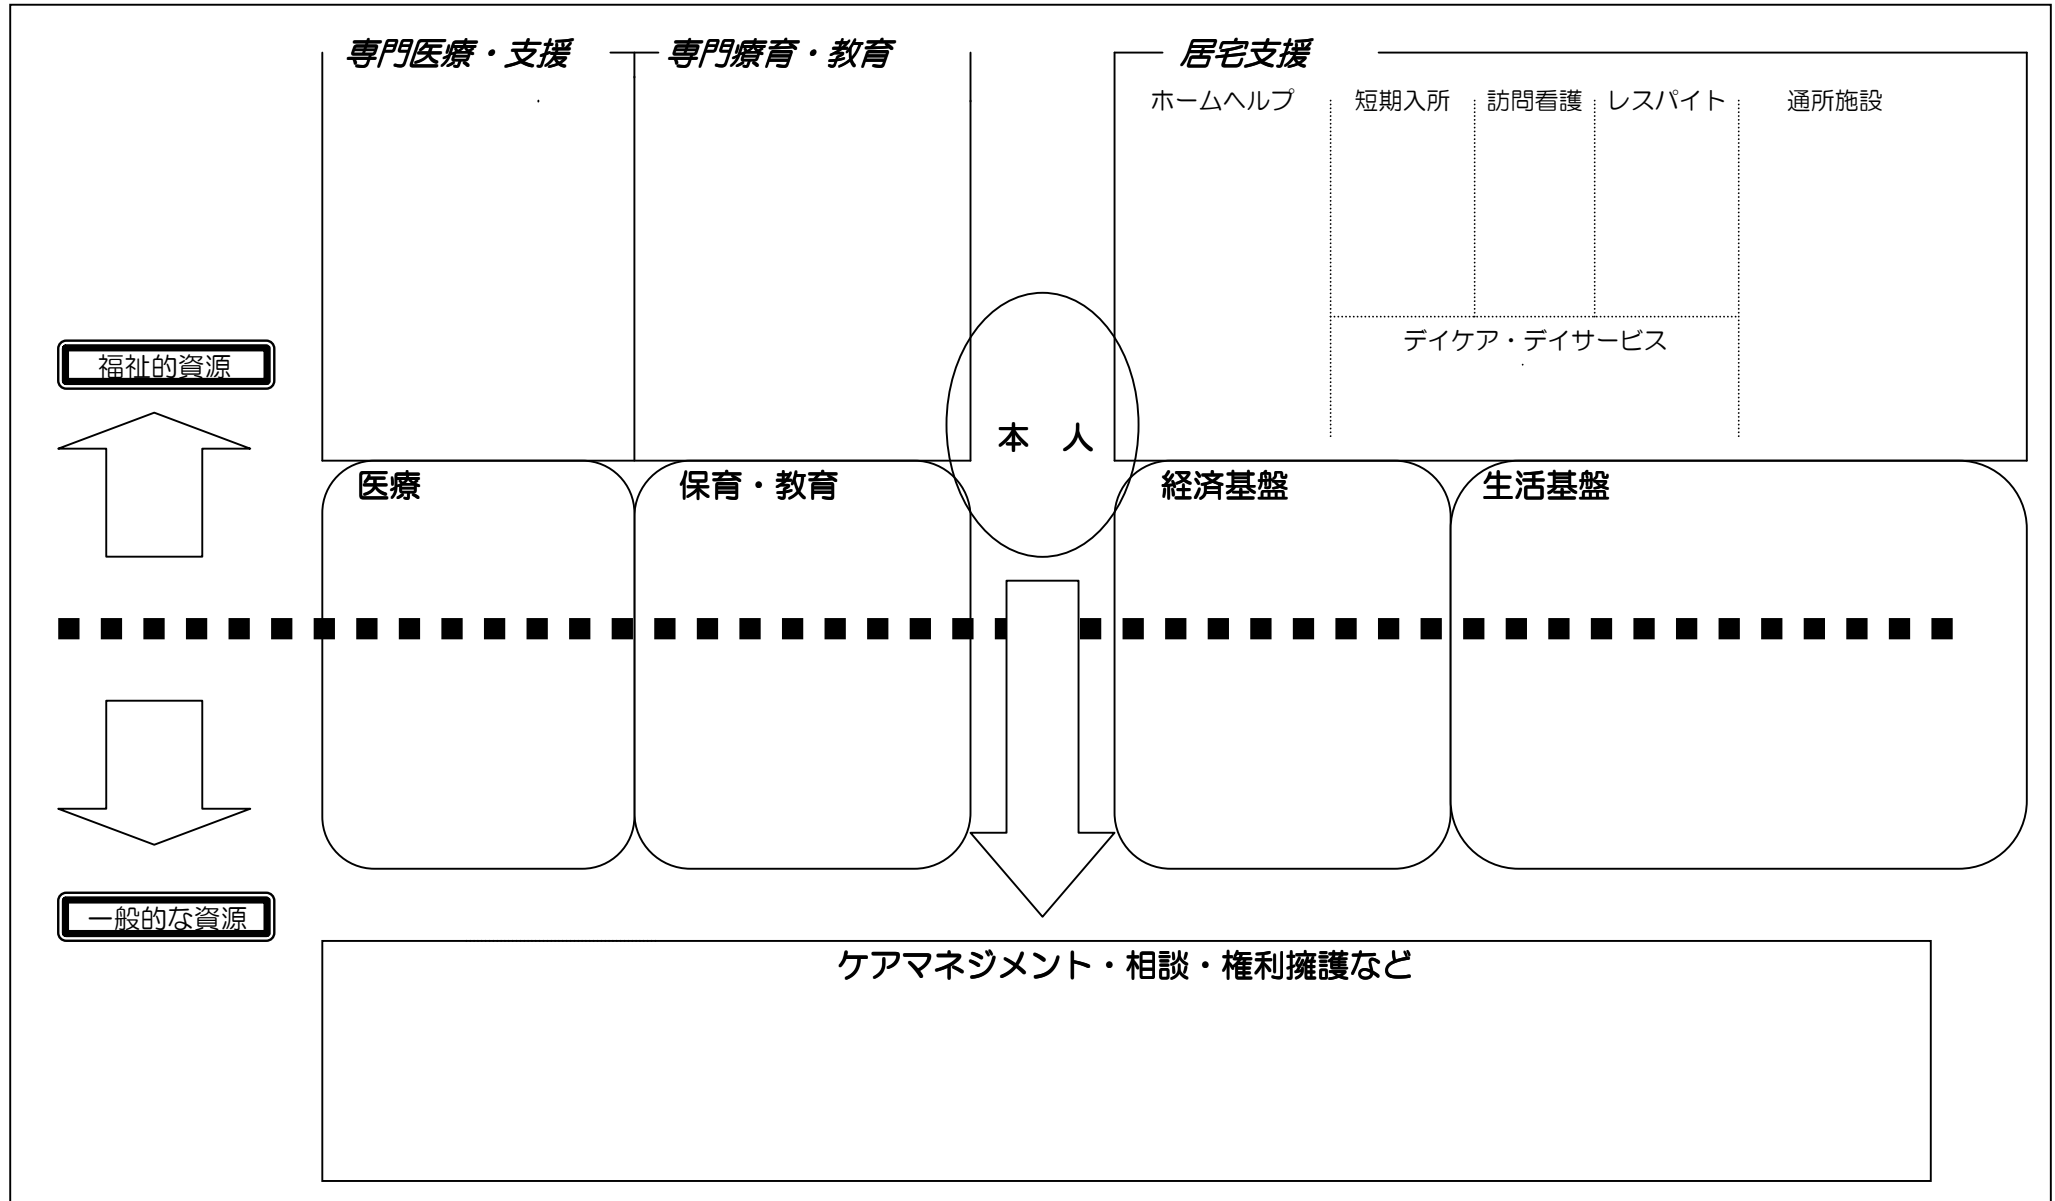 専門医療・支援
専門療育・教育
居宅支援
ホームヘルプ
短期入所
訪問看護
レスパイト
通所施設
デイケア・デイサービス
福祉的資源
本 人
医療
保育・教育
経済基盤
生活基盤
一般的な資源
ケアマネジメント・相談・権利擁護など